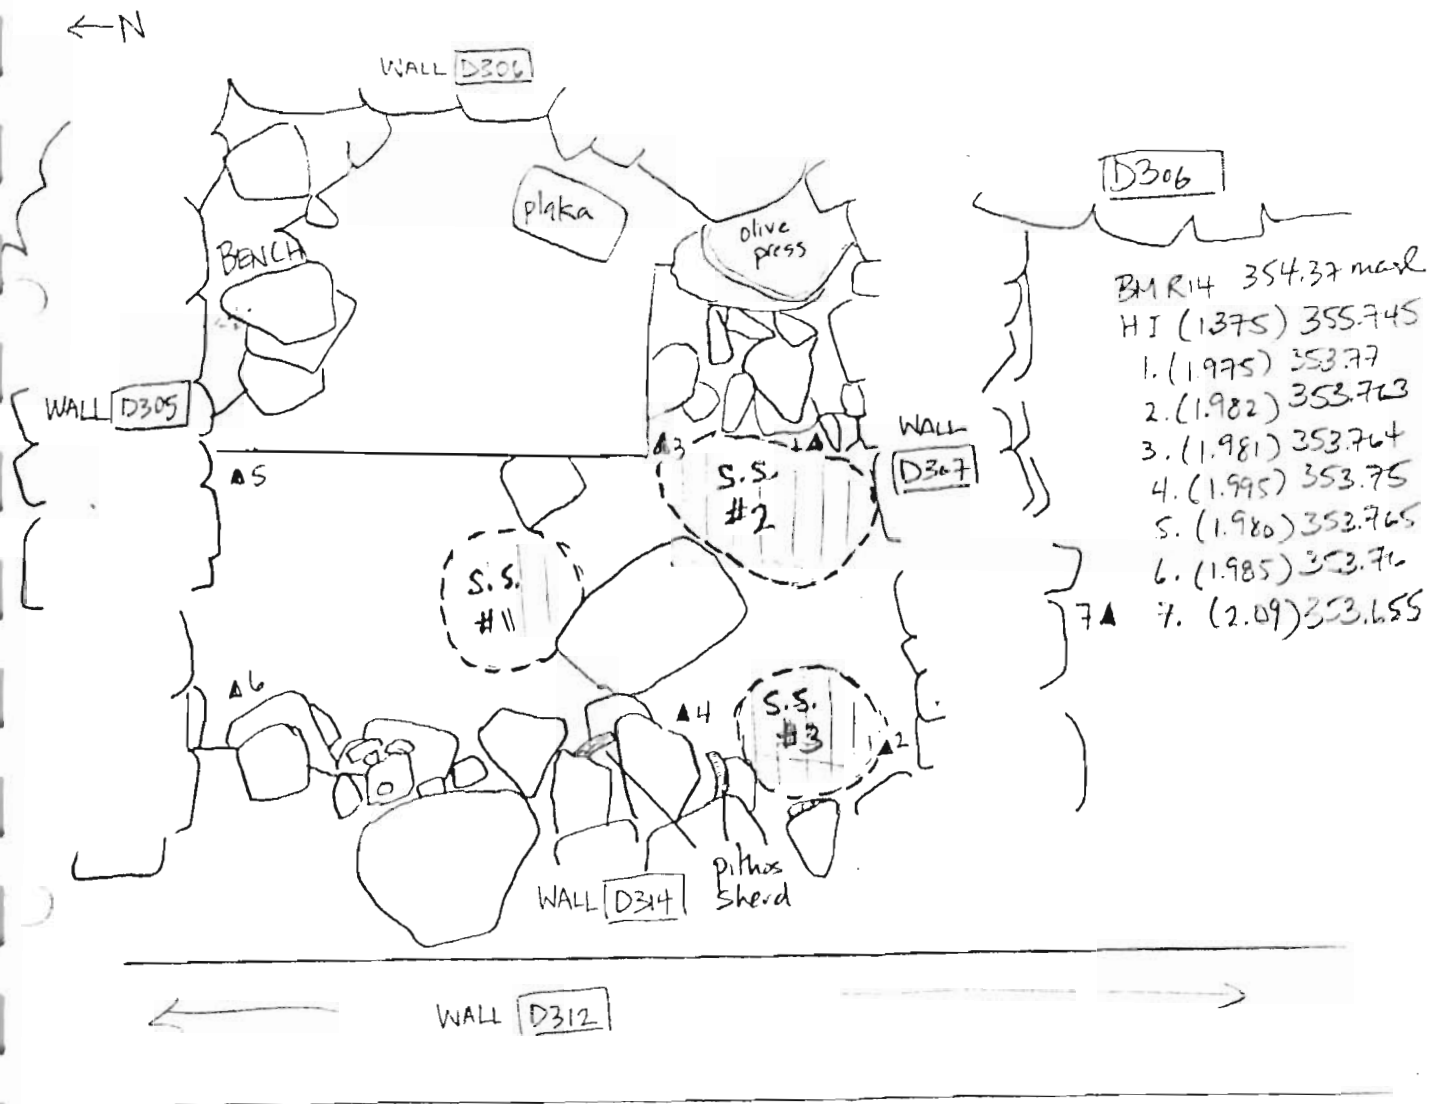 ←N
WALL D306
D306
plaka
olive
press
BENCH
BM R14 354.37 masl
HI (1.375) 355.745
1. (1.975) 353.77
2. (1.982) 353.763
3. (1.981) 353.764
4. (1.995) 353.75
5. (1.980) 353.765
6. (1.985) 353.76
7. (2.09) 353.655
WALL D305
WALL
D307
▲3
1▲
▲5
S.S.
#2
S.S.
#1
7▲
▲6
▲4
S.S.
#3
▲2
pithos
sherd
WALL D314
WALL D312